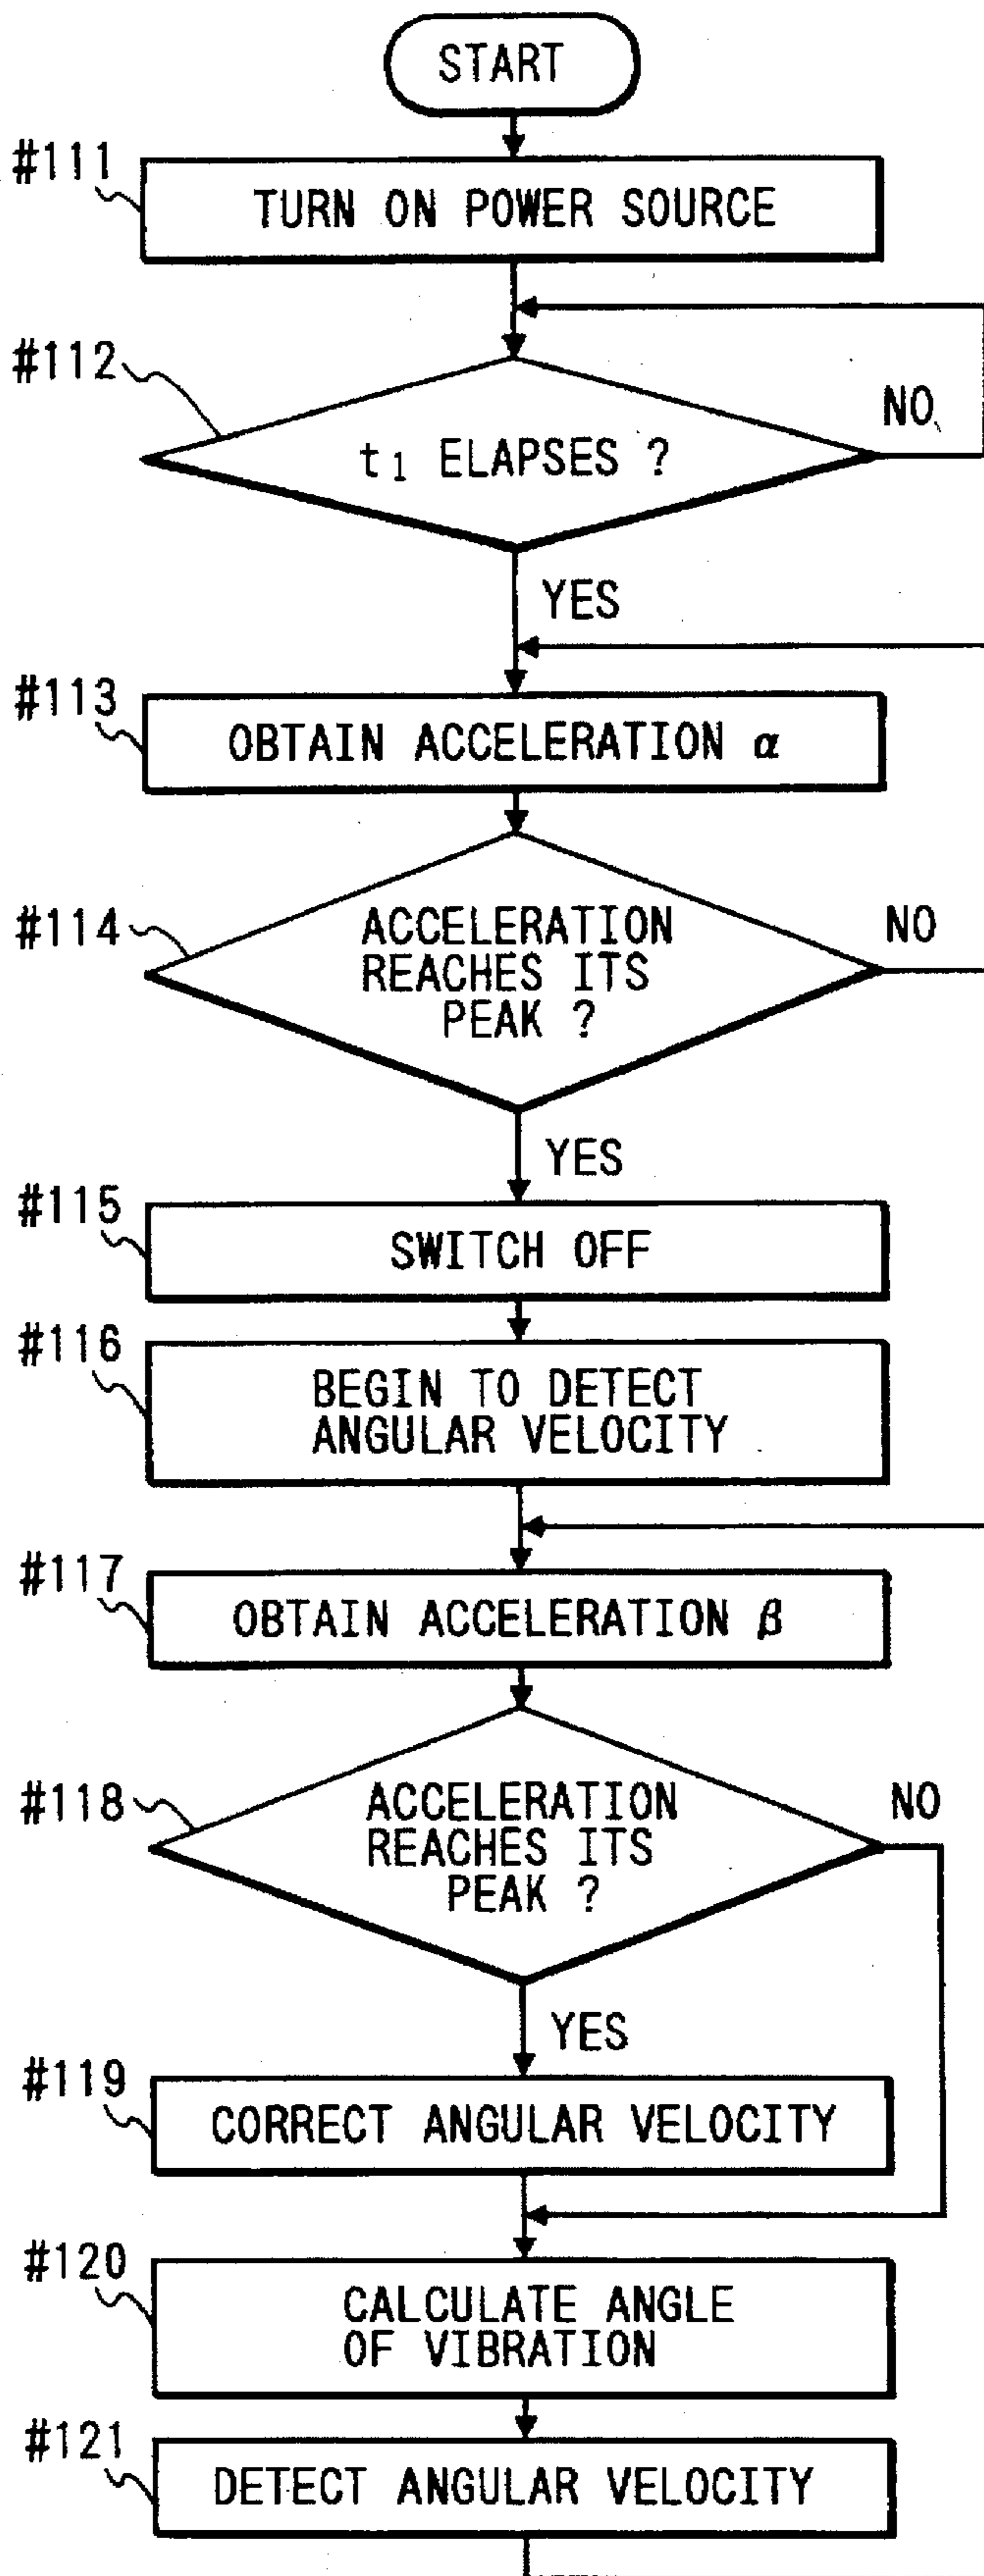 START
#111
TURN ON POWER SOURCE
#112
t1 ELAPSES ?
NO
YES
#113
OBTAIN ACCELERATION α
#114
ACCELERATION
REACHES ITS
PEAK ?
NO
YES
#115
SWITCH OFF
#116
BEGIN TO DETECT
ANGULAR VELOCITY
#117
OBTAIN ACCELERATION β
#118
ACCELERATION
REACHES ITS
PEAK ?
NO
YES
#119
CORRECT ANGULAR VELOCITY
#120
CALCULATE ANGLE
OF VIBRATION
#121
DETECT ANGULAR VELOCITY